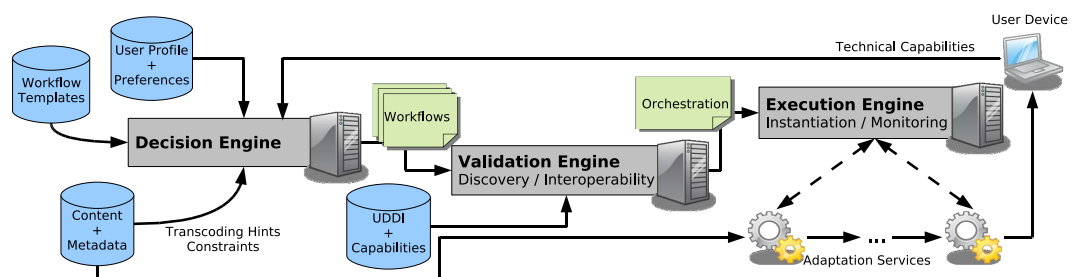 User Device
User Profile
+
Preferences
Technical Capabilities
Workflow
Templates
Workflows
Orchestration
Execution Engine
Instantiation / Monitoring
Decision Engine
Validation Engine
Discovery / Interoperability
Content
+
Metadata
Transcoding Hints
Constraints
UDDI
+
Capabilities
...
Adaptation Services